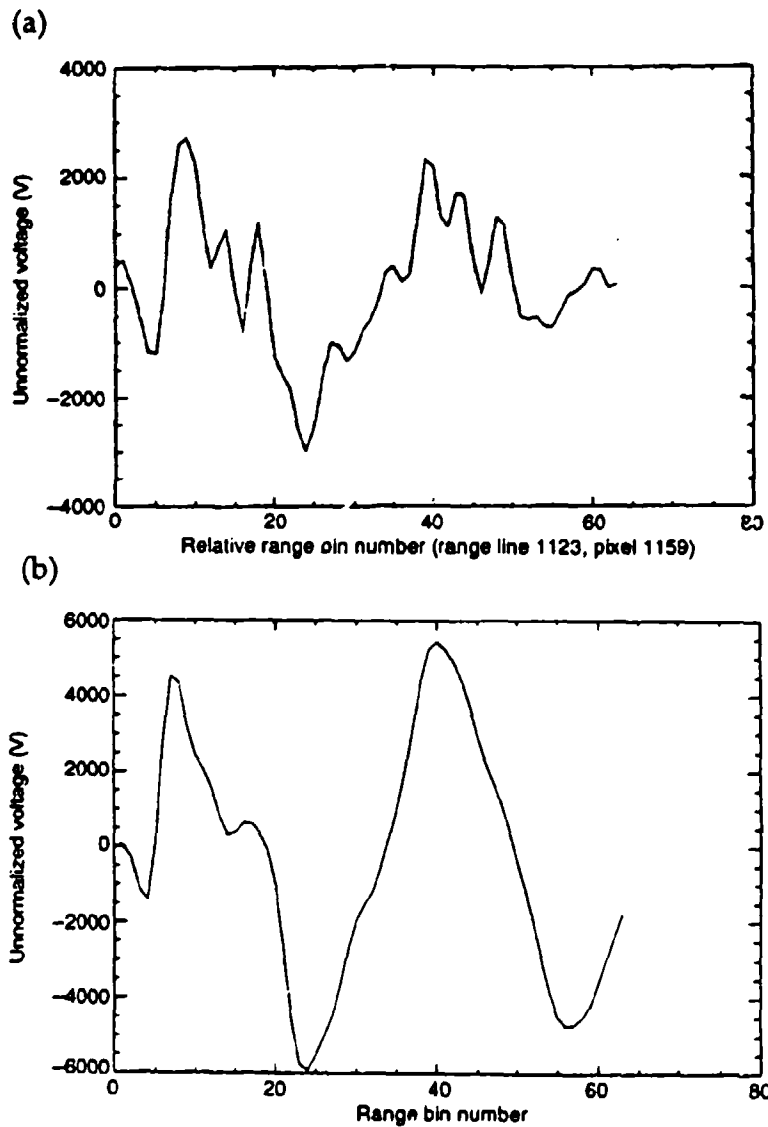 (a)
4000
2000
0
−2000
−4000
Unnormalized voltage (V)
0 20 40 60 80
Relative range bin number (range line 1123, pixel 1159)
(b)
6000
4000
2000
0
−2000
−4000
−6000
Unnormalized voltage (V)
0 20 40 60 80
Range bin number